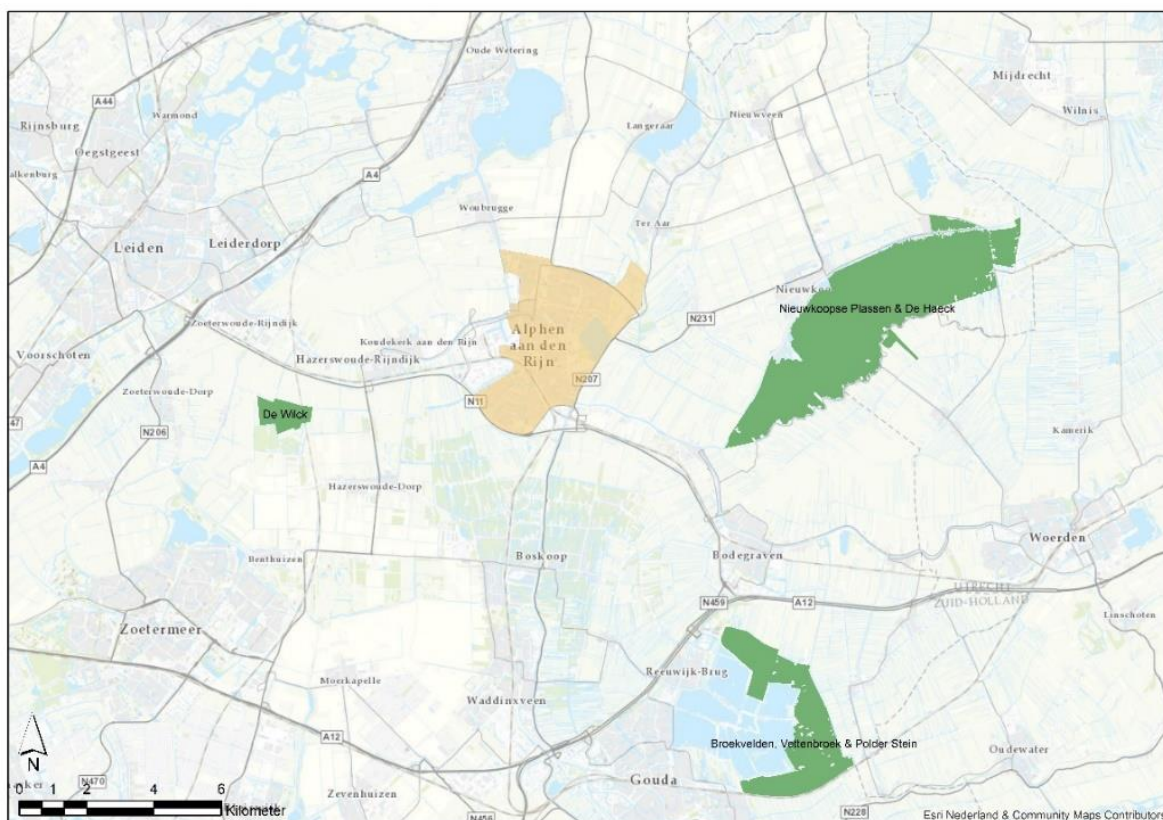 Oude Wetering
Mijdrecht
A44
Warmond
Wilnis
Rijnsburg
Langeraar
Nieuwveen
Oegstgeest
A4
Woubrugge
Ter Aar
Leiden
Leiderdorp
Nieuwkoo
Nieuwkoopse Plassen & De Haeck
Zoeterwoude-Rijndijk
N231
Alphen
aan den
Rijn
Koudekerk aan den Rijn
Voorschoten
Hazerswoude-Rijndijk
N207
Zoeterwoude-Dorp
N11
De Wilck
47
N206
Kamerik
A4
Hazerswoude-Dorp
Woerden
Boskoop
Bodegraven
Benthuizen
UTRECHT
ZUID-HOLLAND
N459
A12
Linschoten
Zoetermeer
Reeuwijk-Brug
Moerkapelle
Waddinxveen
A12
Broekvelden, Vettenbroek & Polder Stein
Oudewater
N
Gouda
N470
Zevenhuizen
0 1 2 4 6
Kilometer
N228
N456
Esri Nederland & Community Maps Contributors